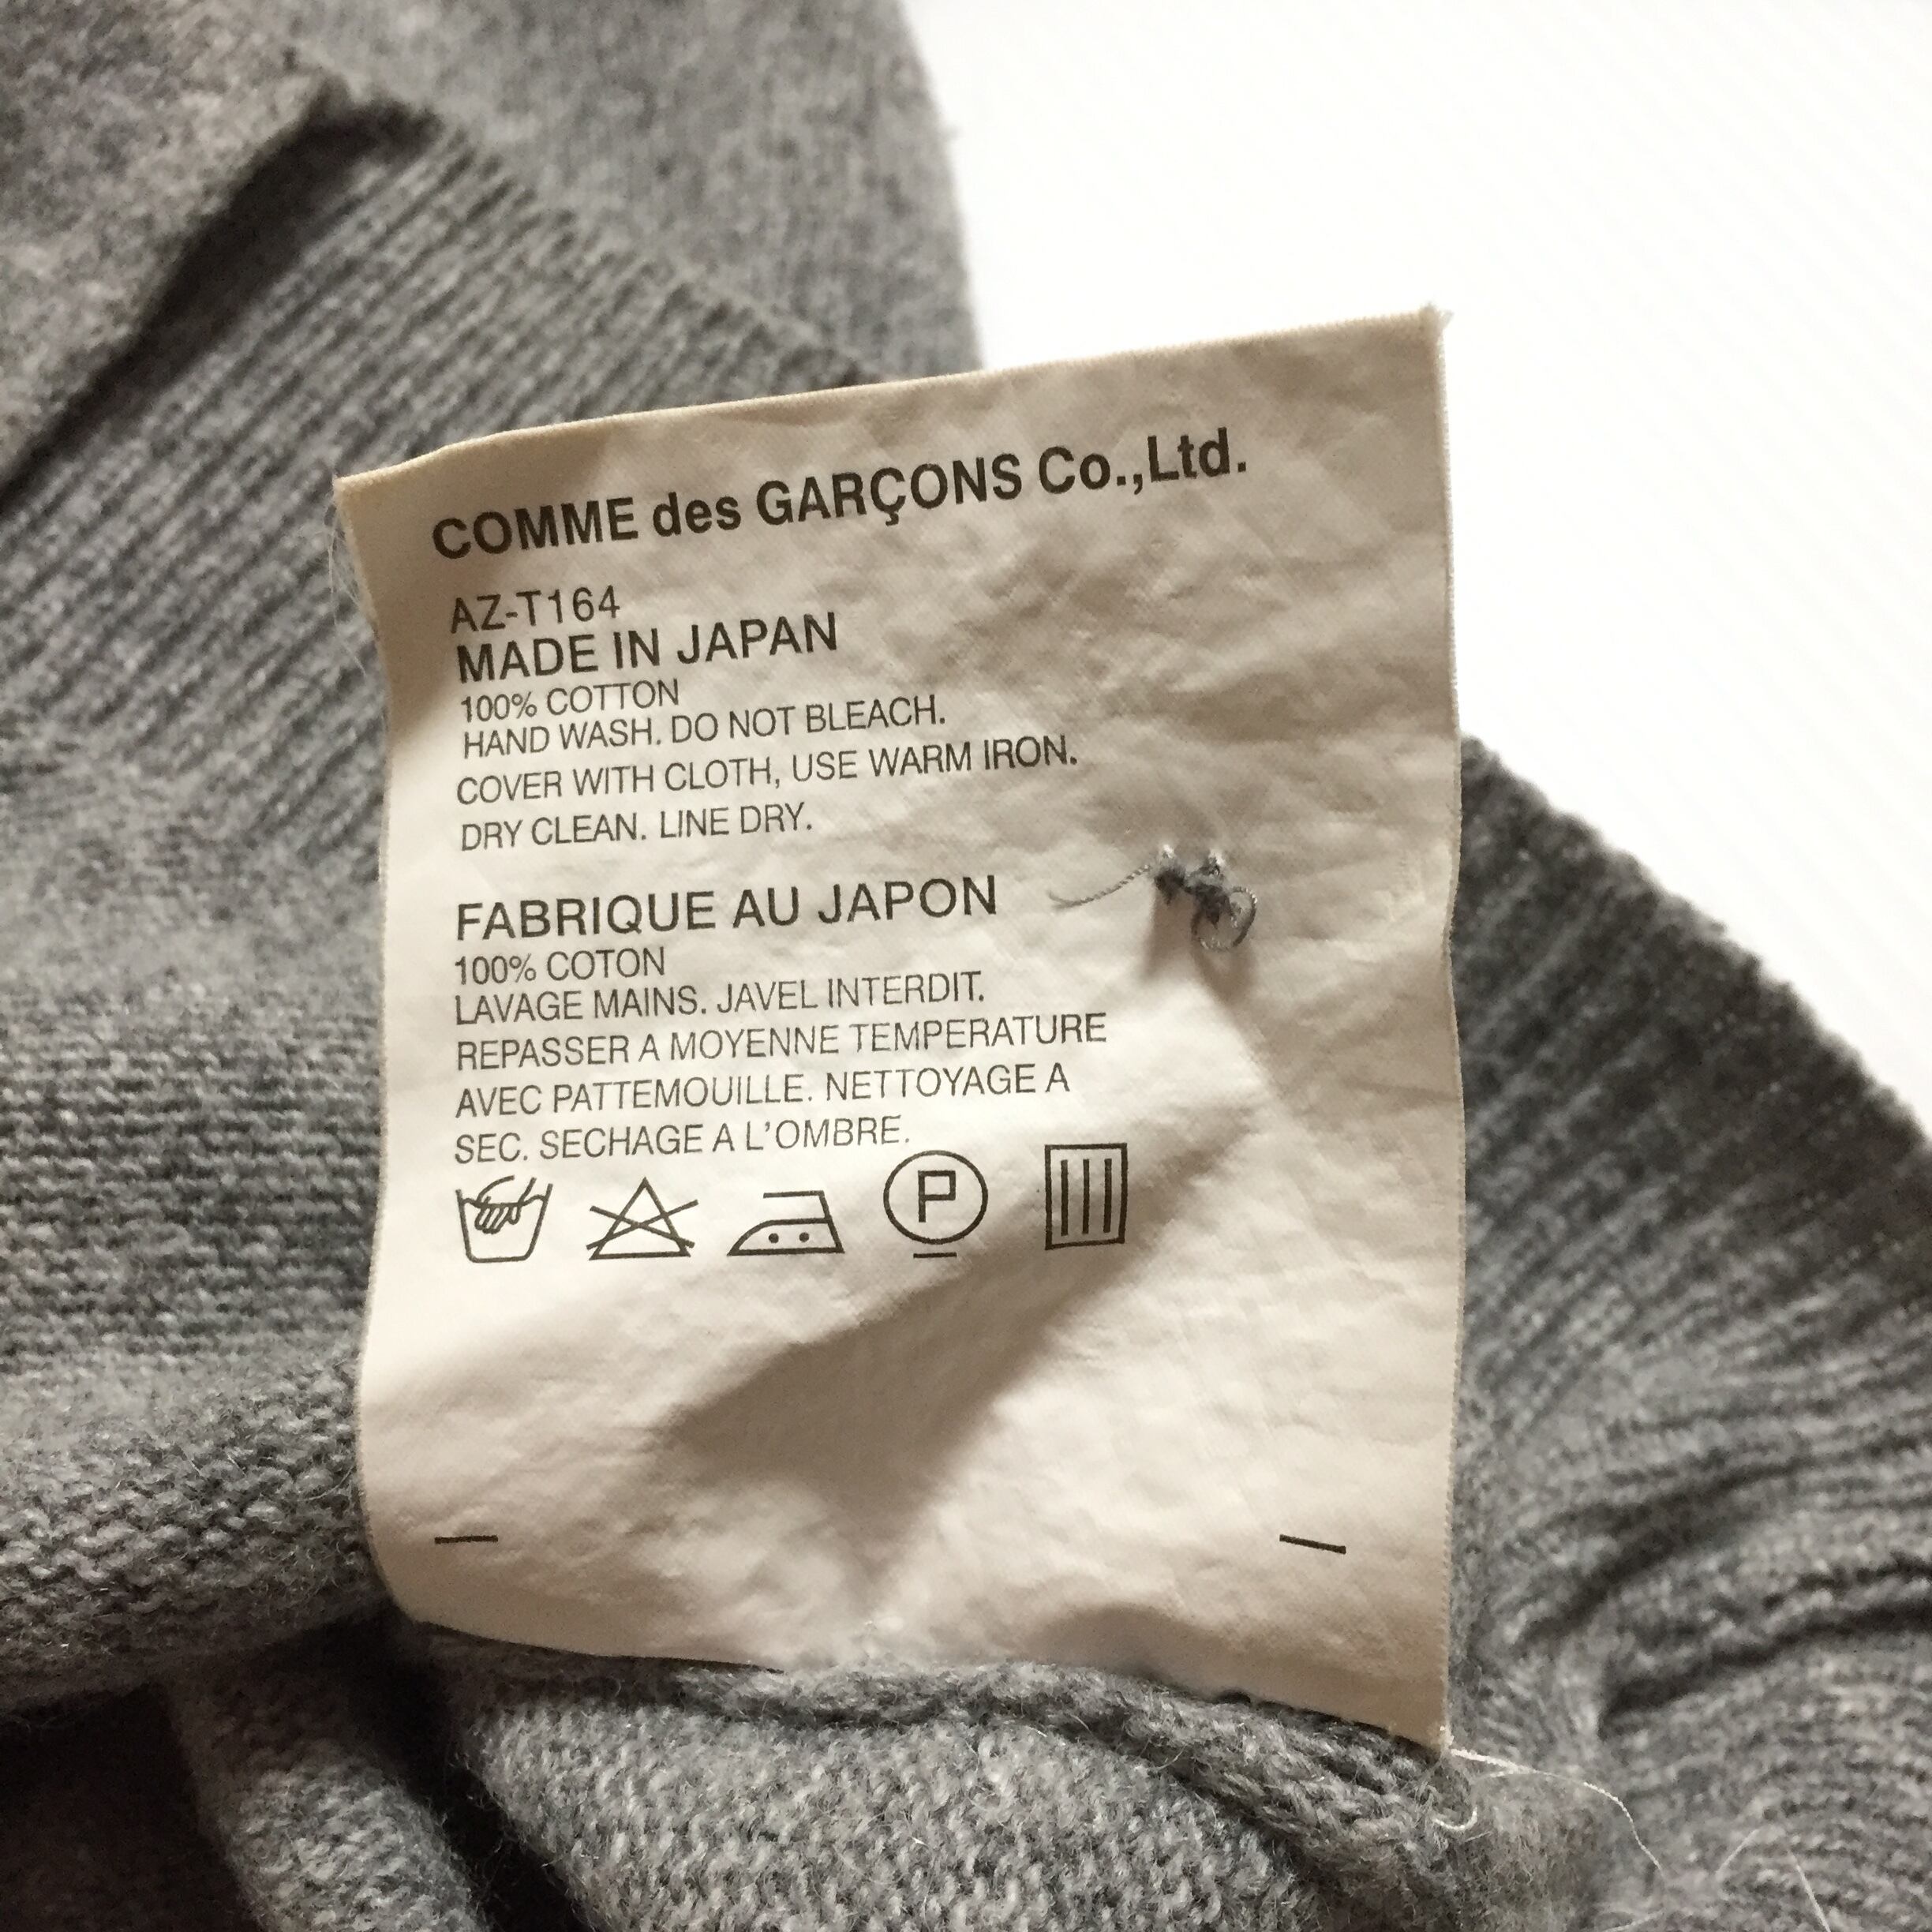 COMME des GARÇONS Co.,Ltd.
AZ-T164
MADE IN JAPAN
100% COTTON
HAND WASH. DO NOT BLEACH.
COVER WITH CLOTH, USE WARM IRON.
DRY CLEAN. LINE DRY.
FABRIQUE AU JAPON
100% COTON
LAVAGE MAINS. JAVEL INTERDIT.
REPASSER A MOYENNE TEMPERATURE
AVEC PATTEMOUILLE. NETTOYAGE A
SEC. SECHAGE A L'OMBRE.
P